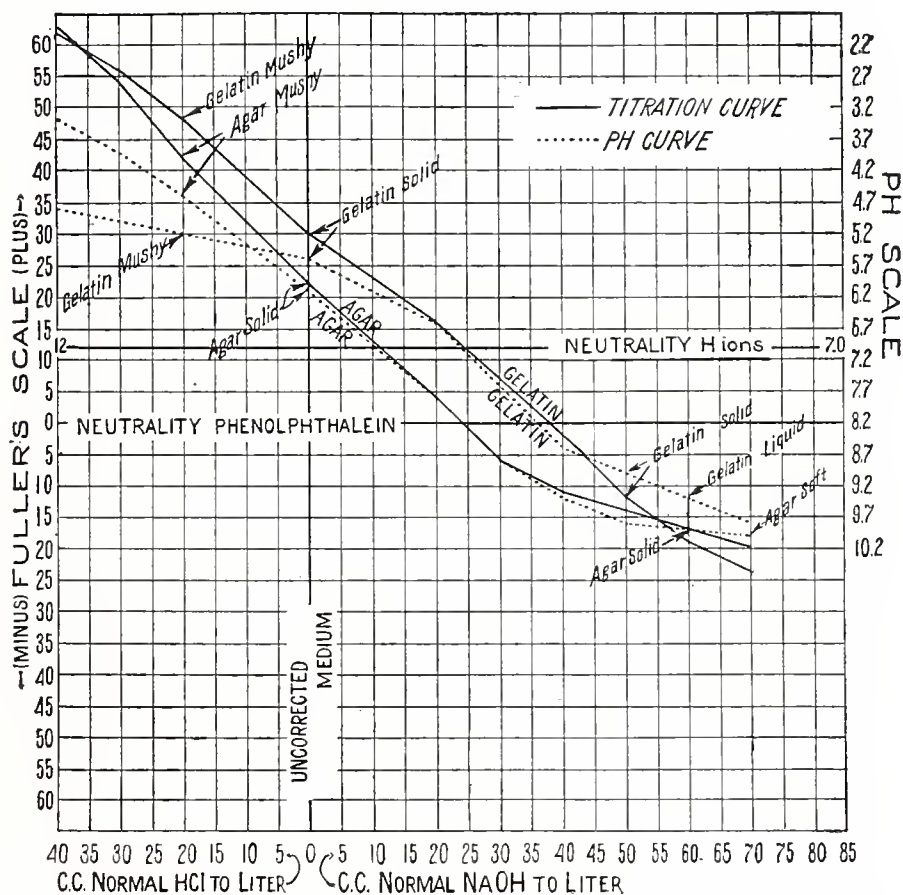 60
55
50
45
40
35
30
25
20
15
10
5
0
5
10
15
20
25
30
35
40
45
50
55
60
←(MINUS) FULLER'S SCALE (PLUS)→
12
2.2
2.7
3.2
3.7
4.2
4.7
5.2
5.7
6.2
6.7
7.0
7.2
7.7
8.2
8.7
9.2
9.7
10.2
PH SCALE
TITRATION CURVE
PH CURVE
Gelatin Mushy
Agar Mushy
Gelatin Solid
Gelatin Mushy
Agar Solid
AGAR
AGAR
NEUTRALITY H ions
GELATIN
GELATIN
NEUTRALITY PHENOLPHTHALEIN
Gelatin Solid
Gelatin Liquid
Agar Soft
Agar Solid
UNCORRECTED
MEDIUM
40 35 30 25 20 15 10 5 0 5 10 15 20 25 30 35 40 45 50 55 60. 65 70 75 80 85
C.C. NORMAL HCl TO LITER
C.C. NORMAL NaOH TO LITER